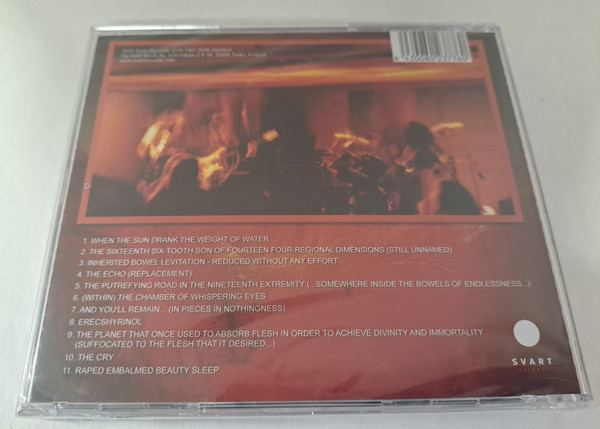 1. WHEN THE SUN DRANK THE WEIGHT OF WATER
2. THE SIXTEENTH SIX-TOOTH SON OF FOURTEEN FOUR-REGIONAL DIMENSIONS (STILL UNNAMED)
3. INHERITED BOWEL LEVITATION - REDUCED WITHOUT ANY EFFORT
4. THE ECHO (REPLACEMENT)
5. THE PUTREFYING ROAD IN THE NINETEENTH EXTREMITY (...SOMEWHERE INSIDE THE BOWELS OF ENDLESSNESS...)
6. (WITHIN) THE CHAMBER OF WHISPERING EYES
7. AND YOU'LL REMAIN... (IN PIECES IN NOTHINGNESS)
8. ERECSHYRINOL
9. THE PLANET THAT ONCE USED TO ABSORB FLESH IN ORDER TO ACHIEVE DIVINITY AND IMMORTALITY
(SUFFOCATED TO THE FLESH THAT IT DESIRED...)
10. THE CRY
11. RAPED EMBALMED BEAUTY SLEEP
SVART